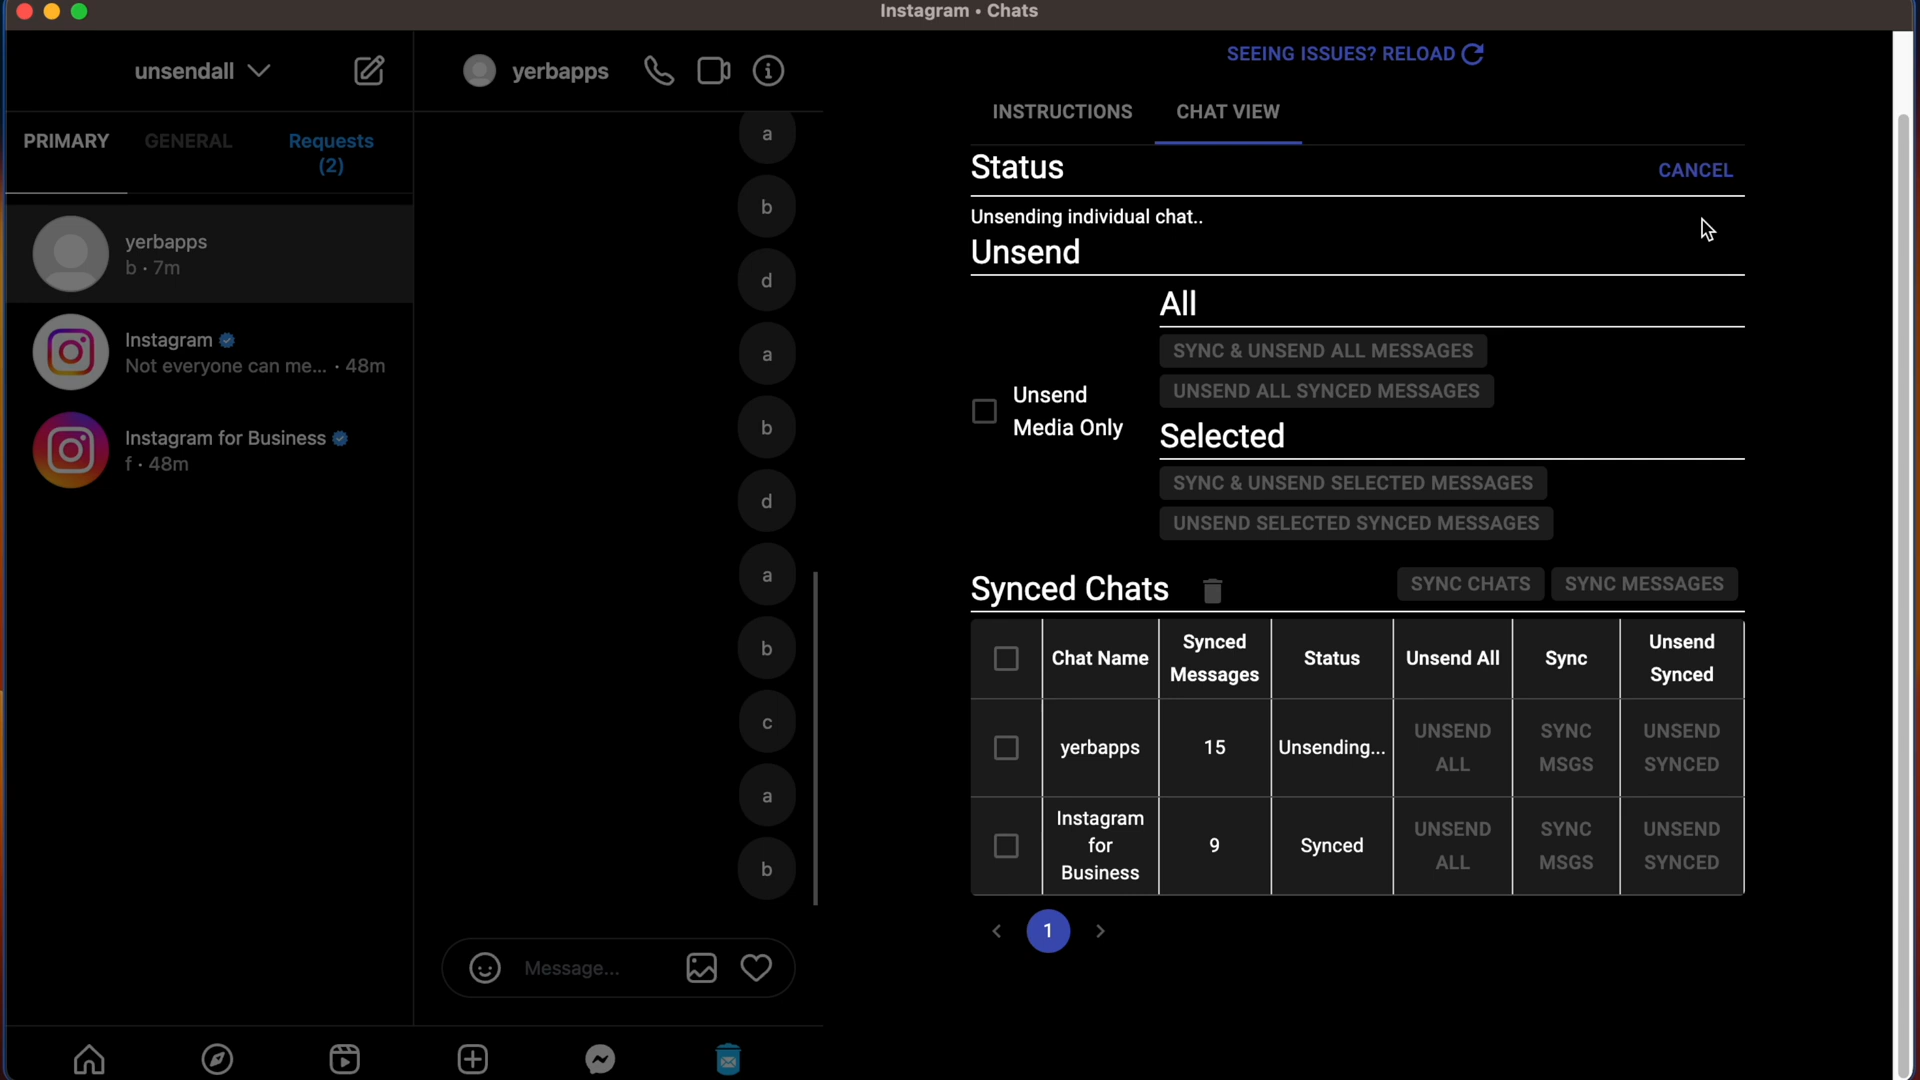 Instagram • Chats
unsendall
PRIMARY
GENERAL
Requests
(2)
yerbapps
b • 7m
Instagram
Not everyone can me... • 48m
Instagram for Business
f • 48m
yerbapps
a
b
d
a
b
d
a
b
c
a
b
Message...
SEEING ISSUES? RELOAD
INSTRUCTIONS
CHAT VIEW
Status
CANCEL
Unsending individual chat..
Unsend
Unsend
Media Only
All
SYNC & UNSEND ALL MESSAGES
UNSEND ALL SYNCED MESSAGES
Selected
SYNC & UNSEND SELECTED MESSAGES
UNSEND SELECTED SYNCED MESSAGES
Synced Chats
SYNC CHATS
SYNC MESSAGES
Chat Name
Synced
Messages
Status
Unsend All
Sync
Unsend
Synced
yerbapps
15
Unsending...
UNSEND
ALL
SYNC
MSGS
UNSEND
SYNCED
Instagram
for
Business
9
Synced
UNSEND
ALL
SYNC
MSGS
UNSEND
SYNCED
1